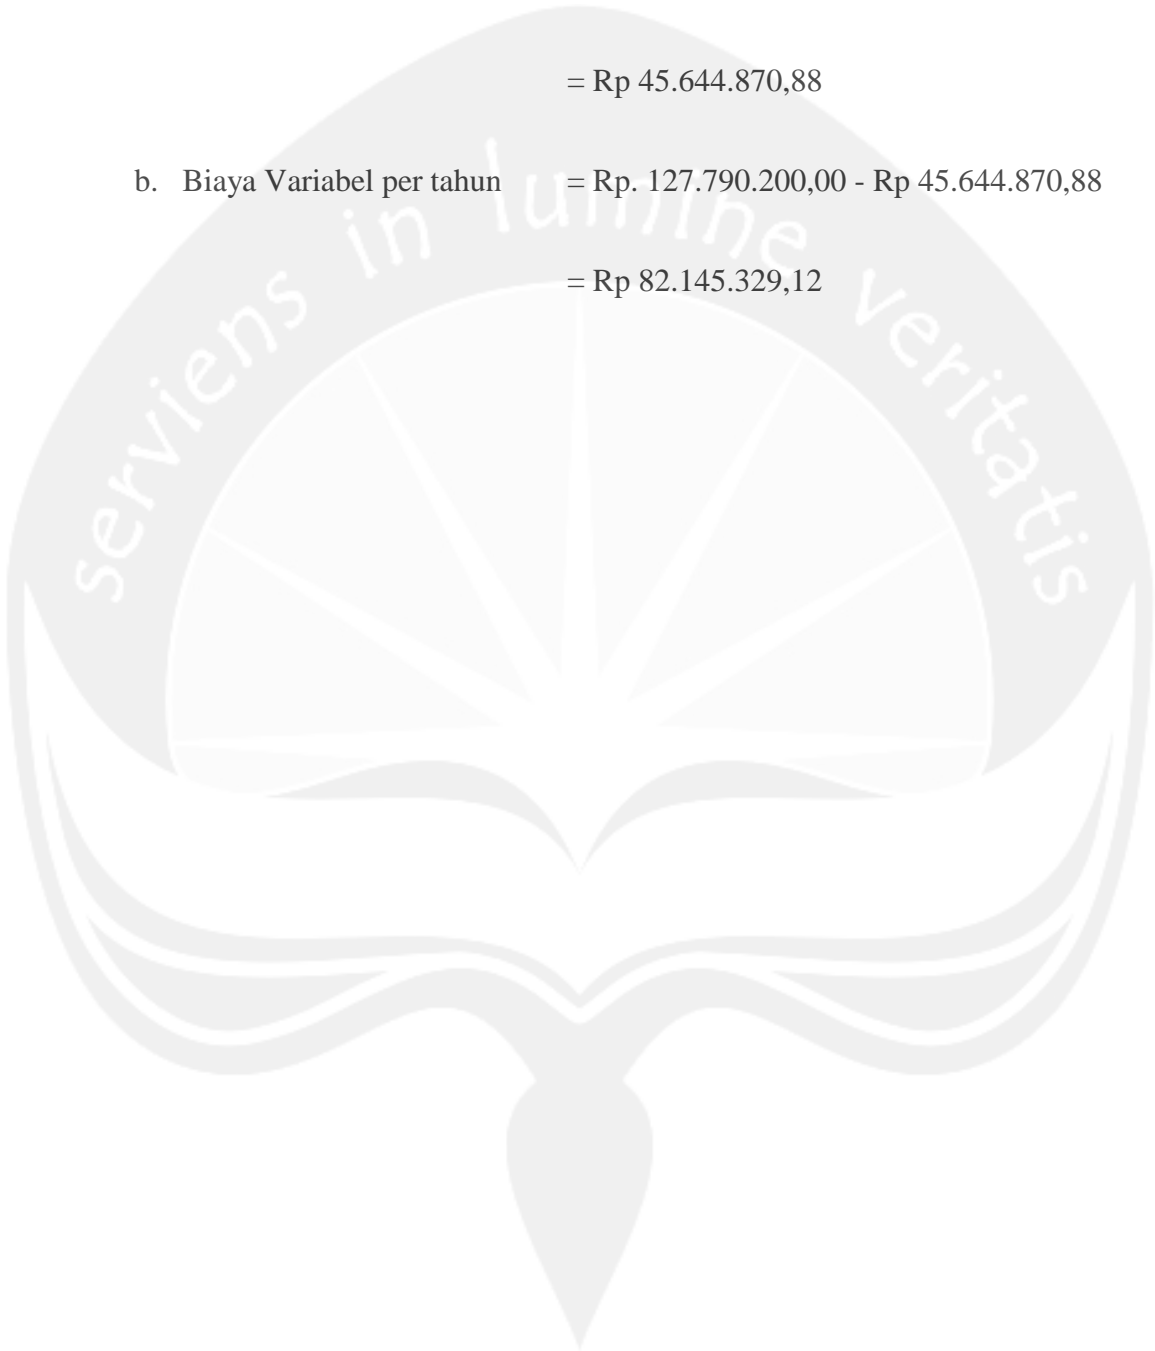 = Rp 45.644.870,88
b. Biaya Variabel per tahun = Rp. 127.790.200,00 - Rp 45.644.870,88
= Rp 82.145.329,12
serviens in lumine veritatis